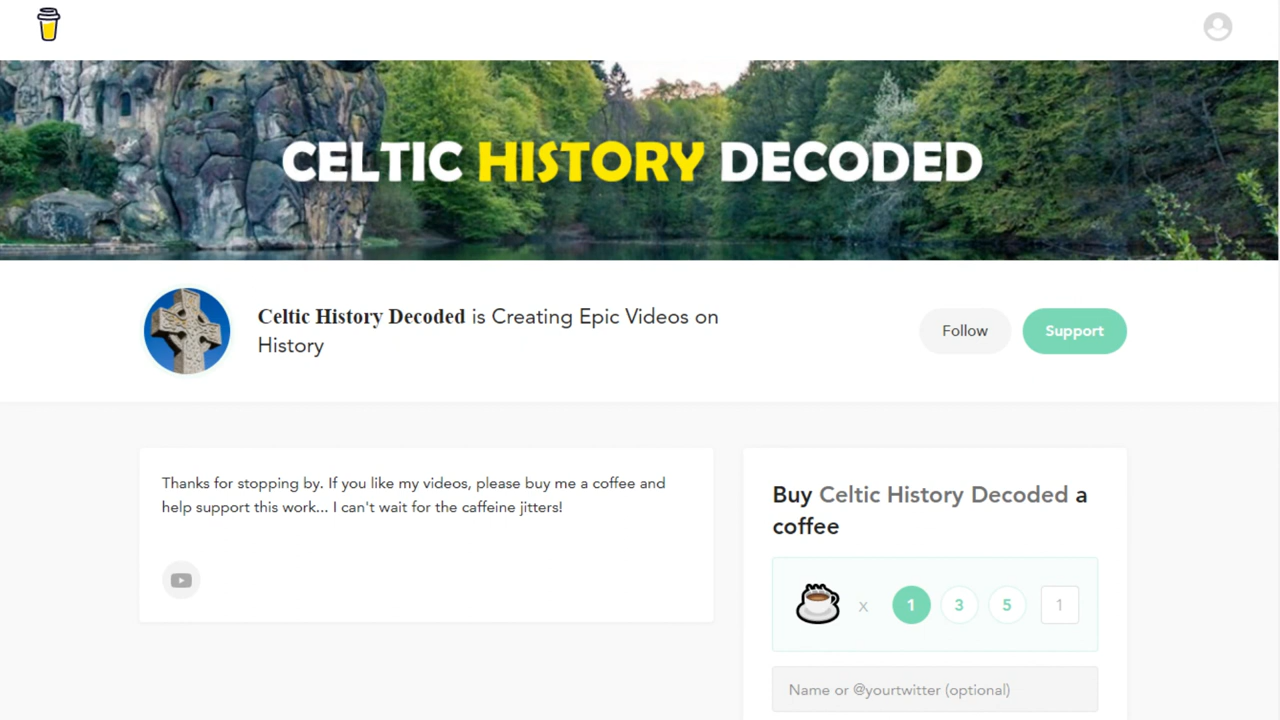 CELTIC HISTORY DECODED
Celtic History Decoded is Creating Epic Videos on
History
Follow
Support
Thanks for stopping by. If you like my videos, please buy me a coffee and
help support this work... I can't wait for the caffeine jitters!
Buy Celtic History Decoded a
coffee
x 1 3 5 1
Name or @yourtwitter (optional)